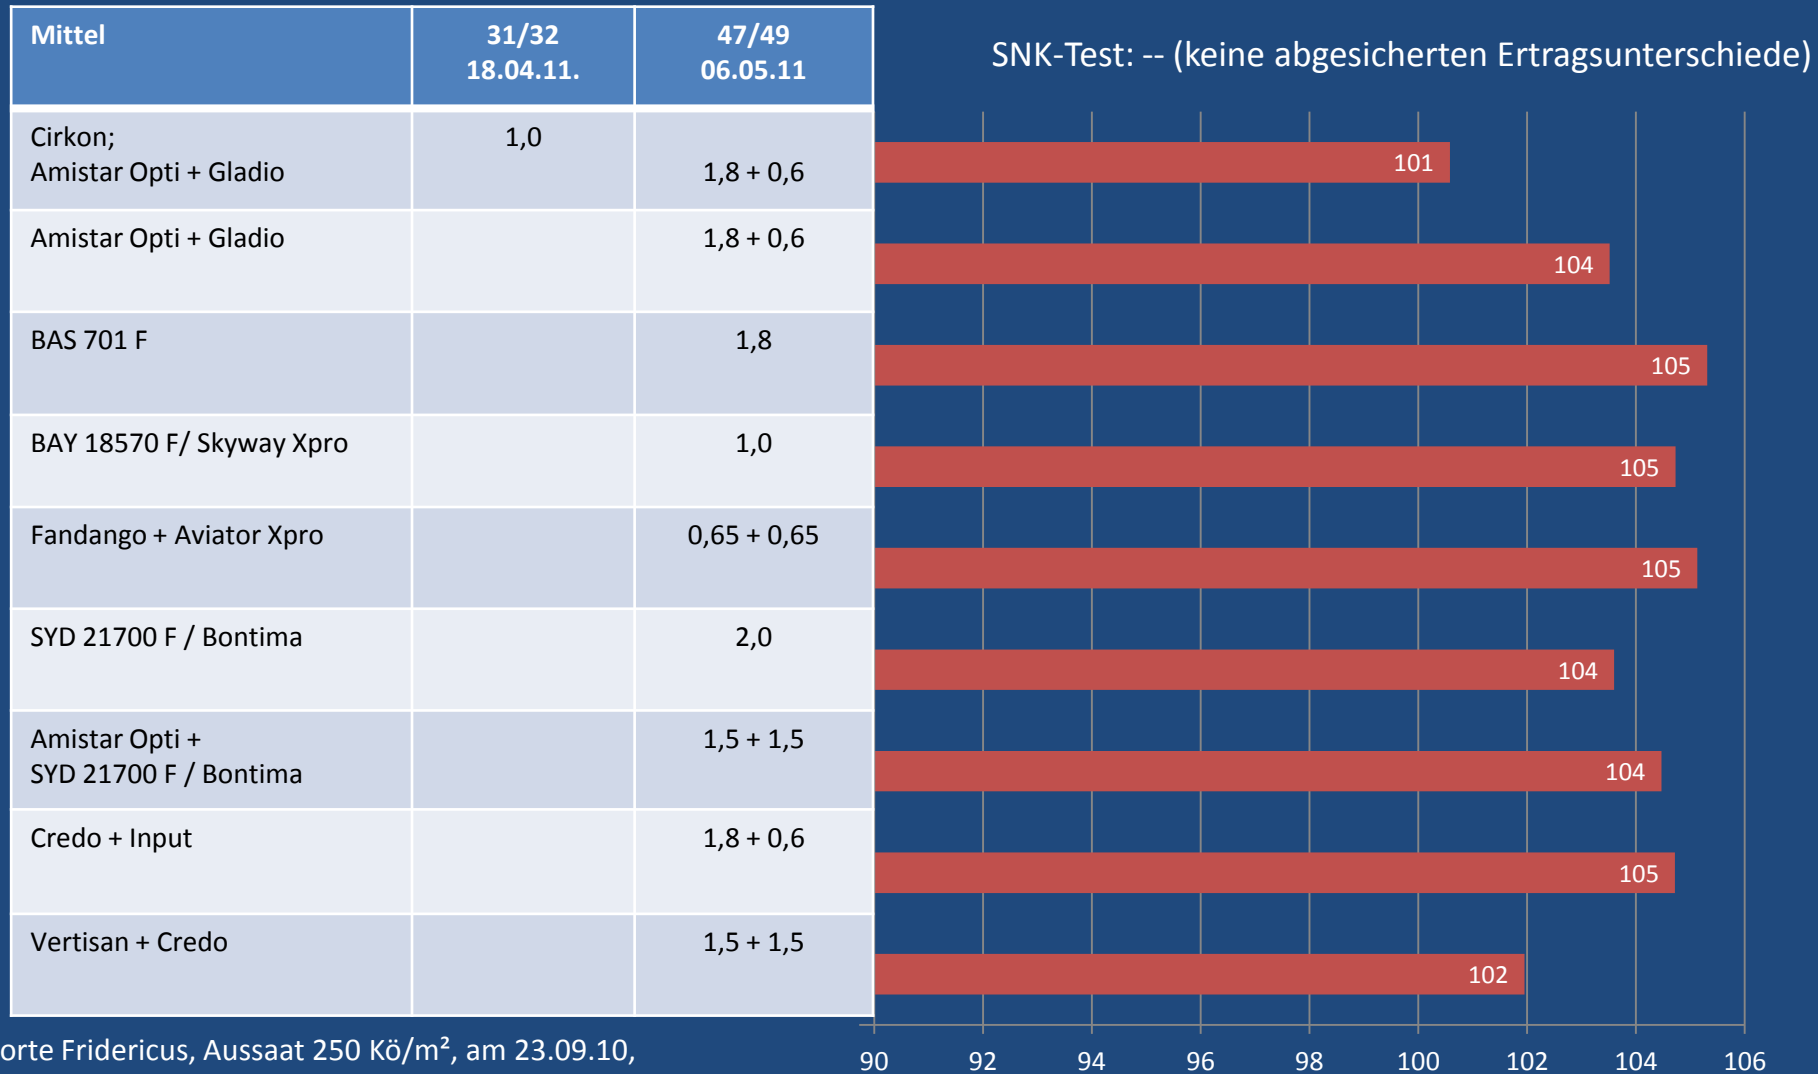 Mittel 31/32 47/49
18.04.11. 06.05.11
SNK-Test: -- (keine abgesicherten Ertragsunterschiede)
Cirkon; 1,0
Amistar Opti + Gladio 1,8 + 0,6
101
Amistar Opti + Gladio 1,8 + 0,6
104
BAS 701 F 1,8
105
BAY 18570 F/ Skyway Xpro 1,0
105
Fandango + Aviator Xpro 0,65 + 0,65
105
SYD 21700 F / Bontima 2,0
104
Amistar Opti + 1,5 + 1,5
SYD 21700 F / Bontima
104
Credo + Input 1,8 + 0,6
105
Vertisan + Credo 1,5 + 1,5
102
orte Fridericus, Aussaat 250 Kö/m², am 23.09.10,
90 92 94 96 98 100 102 104 106